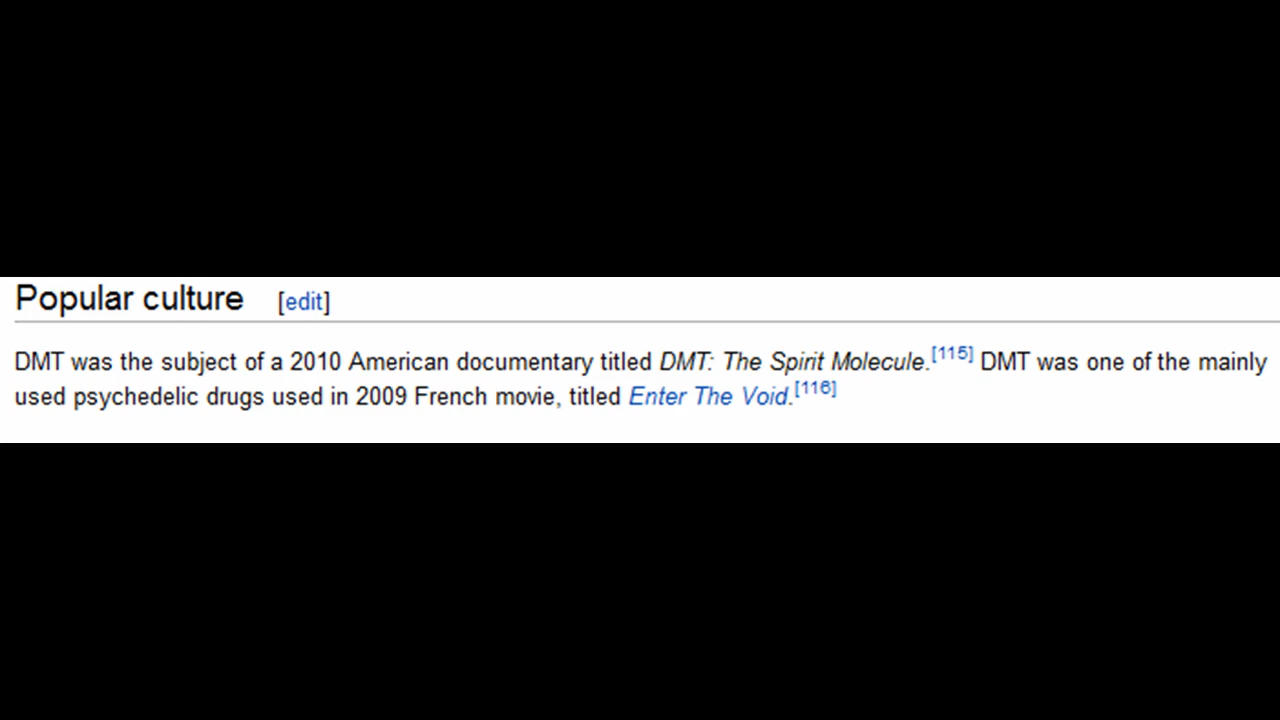 Popular culture [edit]
DMT was the subject of a 2010 American documentary titled DMT: The Spirit Molecule.[115] DMT was one of the mainly
used psychedelic drugs used in 2009 French movie, titled Enter The Void.[116]